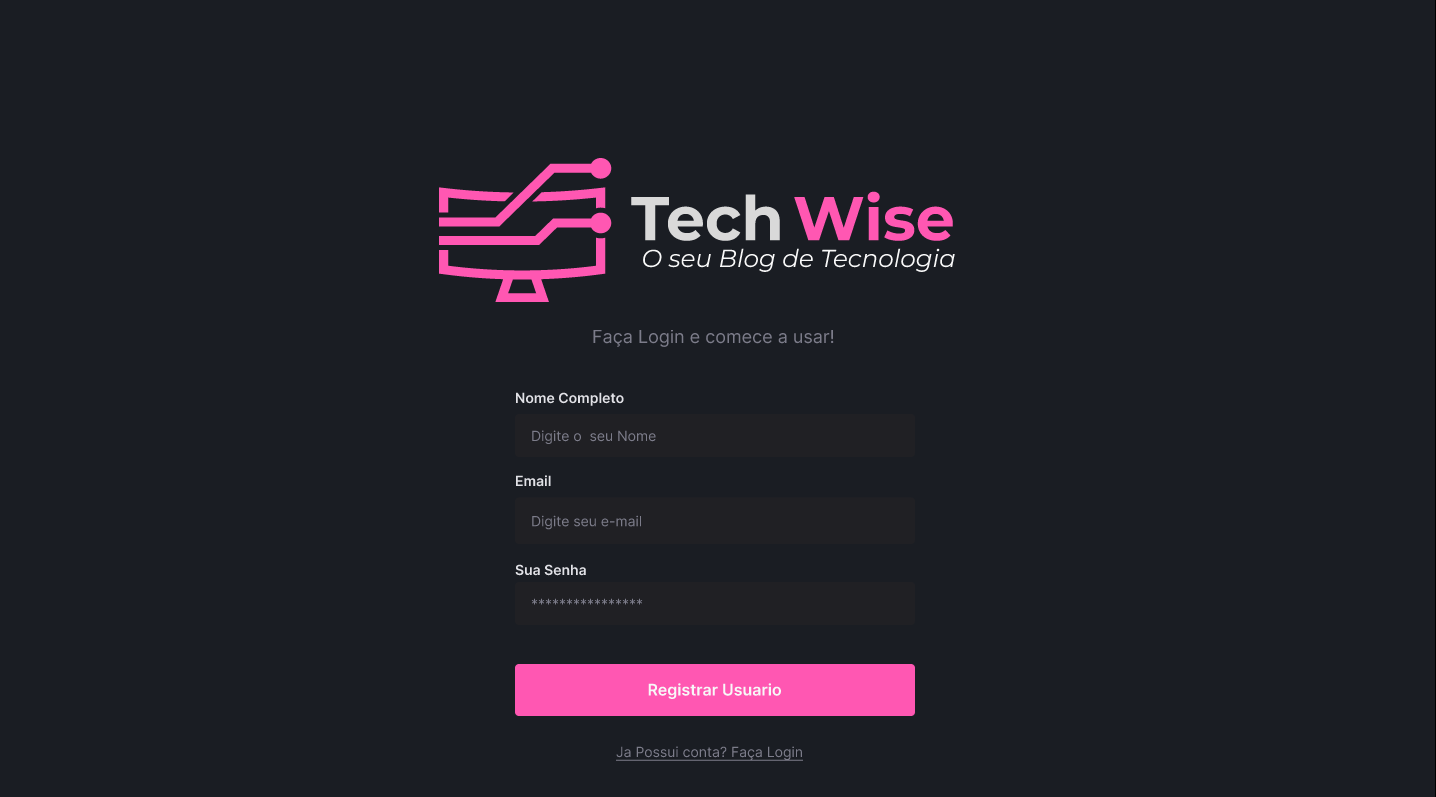 Tech Wise
O seu Blog de Tecnologia
Faça Login e comece a usar!
Nome Completo
Digite o  seu Nome
Email
Digite seu e-mail
Sua Senha
****************
Registrar Usuario
Ja Possui conta? Faça Login